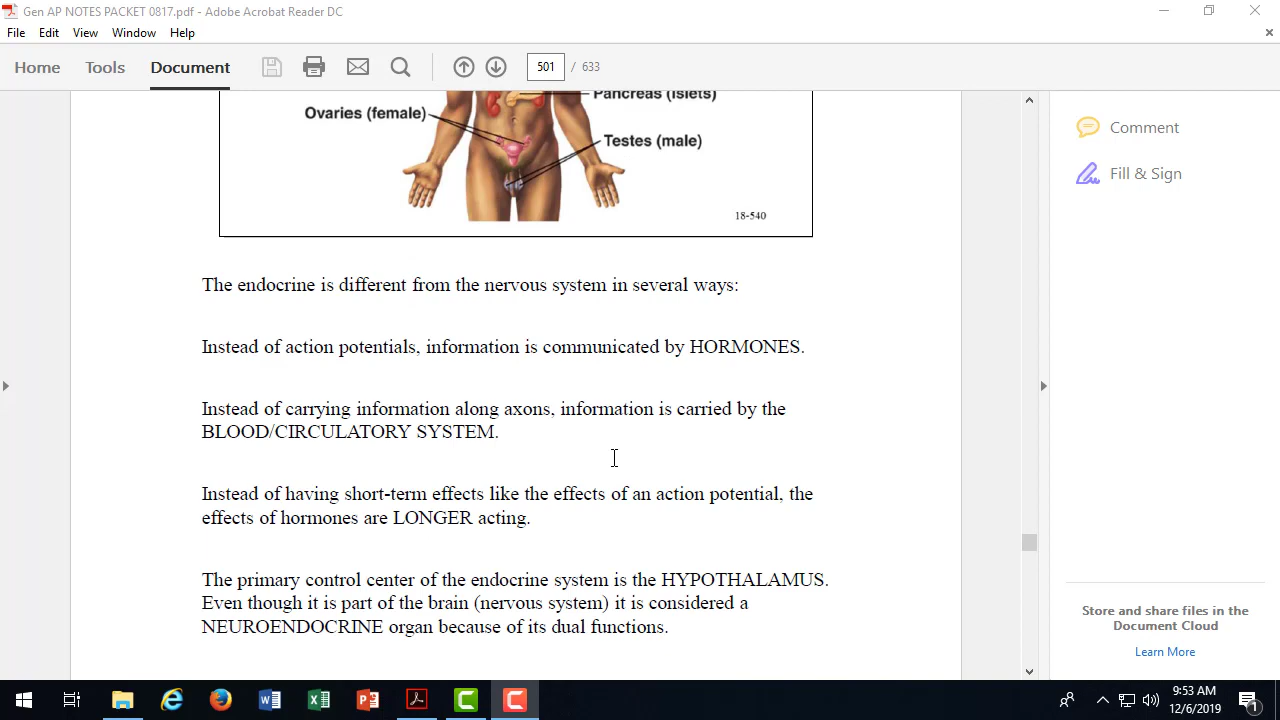 Gen AP NOTES PACKET 0817.pdf - Adobe Acrobat Reader DC
File Edit View Window Help
Home Tools Document 501 / 633
Pancreas (islets)
Ovaries (female)
Testes (male)
18-540
The endocrine is different from the nervous system in several ways:
Instead of action potentials, information is communicated by HORMONES.
Instead of carrying information along axons, information is carried by the
BLOOD/CIRCULATORY SYSTEM.
Instead of having short-term effects like the effects of an action potential, the
effects of hormones are LONGER acting.
The primary control center of the endocrine system is the HYPOTHALAMUS.
Even though it is part of the brain (nervous system) it is considered a
NEUROENDOCRINE organ because of its dual functions.
Comment
Fill & Sign
Store and share files in the
Document Cloud
Learn More
9:53 AM
12/6/2019
1